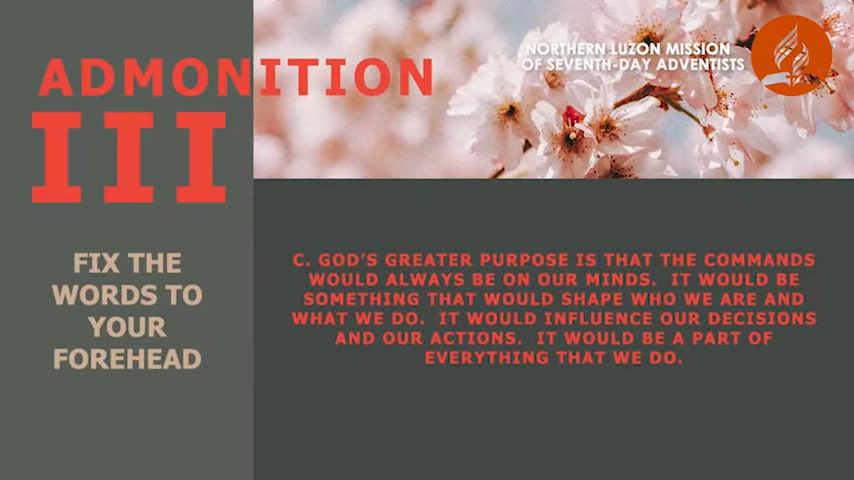 NORTHERN LUZON MISSION
OF SEVENTH-DAY ADVENTISTS
ADMONITION
III
FIX THE
WORDS TO
YOUR
FOREHEAD
C. GOD'S GREATER PURPOSE IS THAT THE COMMANDS
WOULD ALWAYS BE ON OUR MINDS. IT WOULD BE
SOMETHING THAT WOULD SHAPE WHO WE ARE AND
WHAT WE DO. IT WOULD INFLUENCE OUR DECISIONS
AND OUR ACTIONS. IT WOULD BE A PART OF
EVERYTHING THAT WE DO.